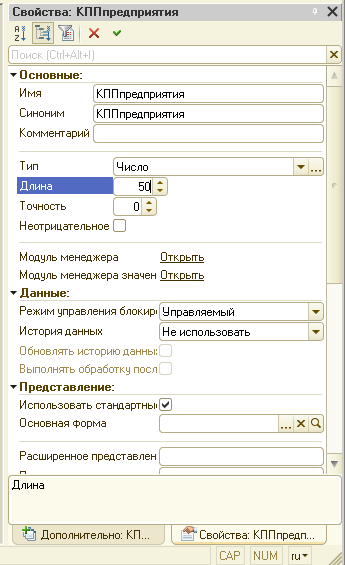 Свойства: КПППредприятия
Поиск (Ctrl+Alt+I)
Основные:
Имя КППпредприятия
Синоним КППпредприятия
Комментарий
Тип Число
Длина 50
Точность 0
Неотрицательное
Модуль менеджера Открыть
Модуль менеджера значен Открыть
Данные:
Режим управления блокир Управляемый
История данных Не использовать
Обновлять историю данны
Выполнять обработку посл
Представление:
Использовать стандартны
Основная форма
Расширенное представлен
Длина
Дополнительно: КП... Свойства: КППпредп...
CAP NUM ru